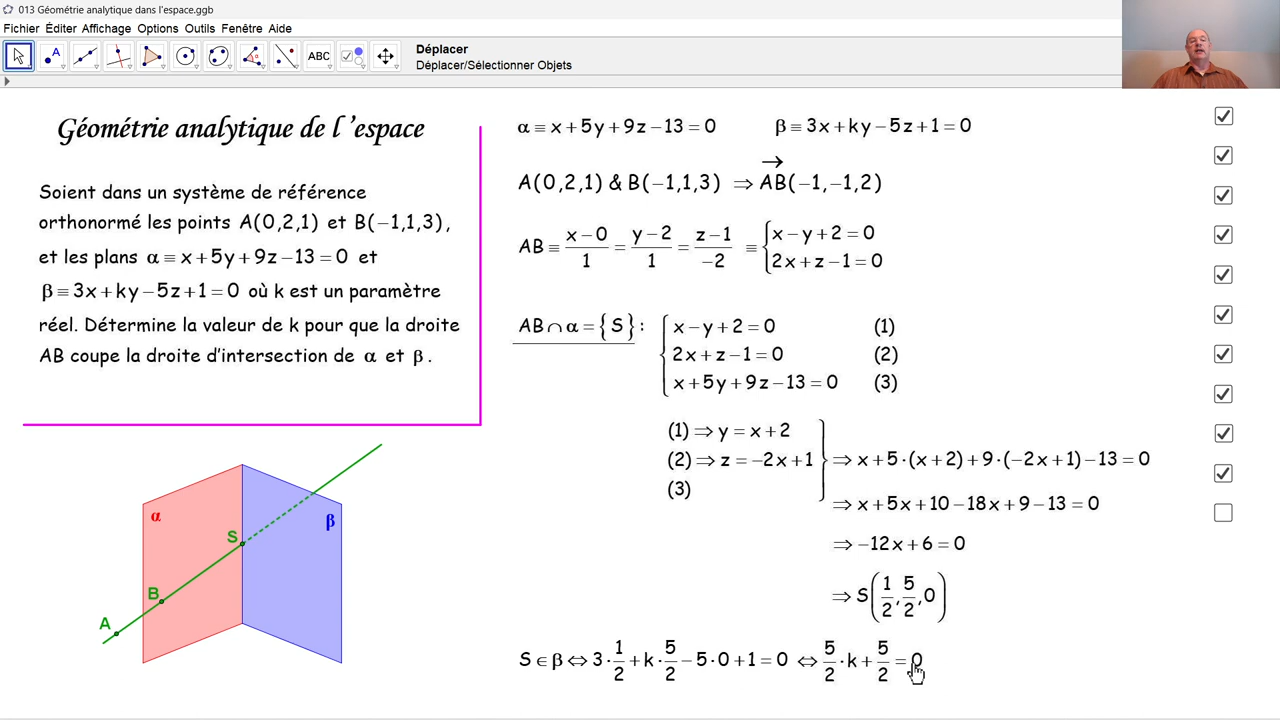 013 Géométrie analytique dans l'espace.ggb
Fichier Éditer Affichage Options Outils Fenêtre Aide
A
ABC
Déplacer
Déplacer/Sélectionner Objets
Géométrie analytique de l 'espace
Soient dans un système de référence
orthonormé les points A(0,2,1) et B(−1,1,3),
et les plans α ≡ x+5y+9z−13=0 et
β ≡ 3x+ky−5z+1=0 où k est un paramètre
réel. Détermine la valeur de k pour que la droite
AB coupe la droite d'intersection de α et β.
α
β
S
B
A
α ≡ x+5y+9z−13=0 β ≡ 3x+ky−5z+1=0
A(0,2,1) & B(−1,1,3) ⇒ \overrightarrow{AB}(−1,−1,2)
AB ≡ (x−0)/1 = (y−2)/1 = (z−1)/−2 ≡ { x−y+2=0
2x+z−1=0
AB ∩ α = {S} : { x−y+2=0 (1)
2x+z−1=0 (2)
x+5y+9z−13=0 (3)
(1) ⇒ y = x+2
(2) ⇒ z = −2x+1 } ⇒ x+5·(x+2)+9·(−2x+1)−13=0
(3)
⇒ x+5x+10−18x+9−13=0
⇒ −12x+6=0
⇒ S(1/2, 5/2, 0)
S ∈ β ⇔ 3·1/2+k·5/2−5·0+1=0 ⇔ 5/2·k+5/2=0